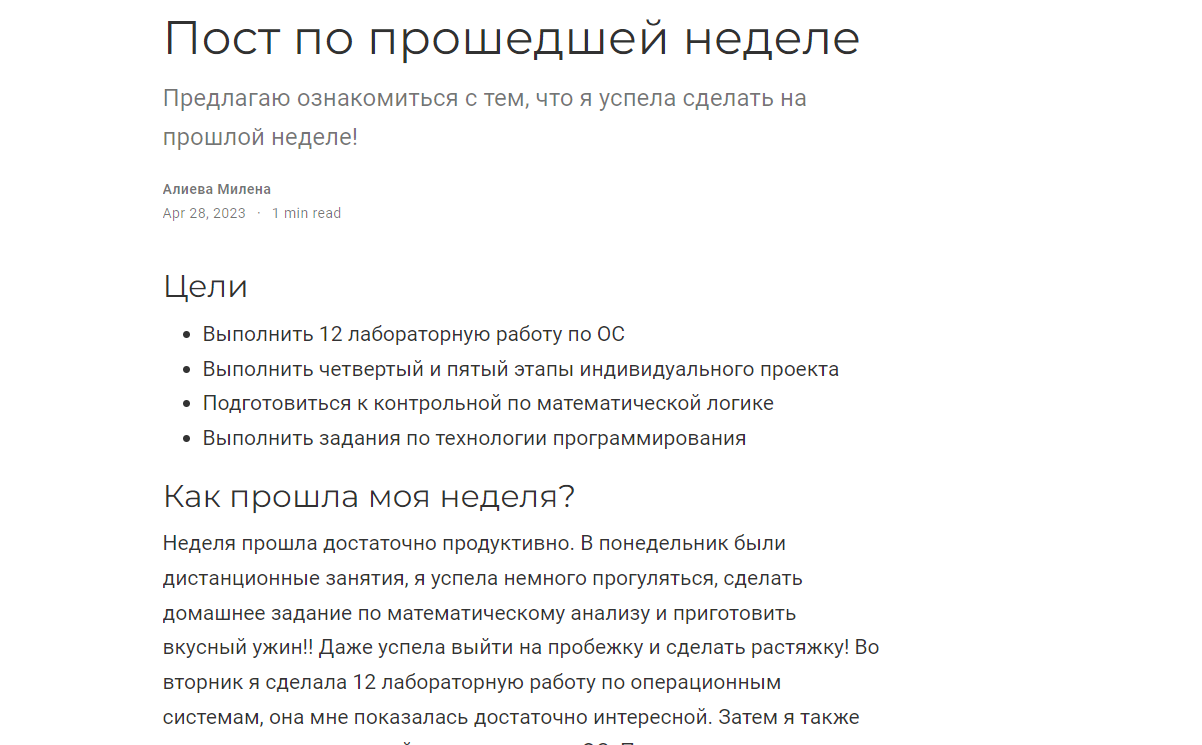 Пост по прошедшей неделе
Предлагаю ознакомиться с тем, что я успела сделать на
прошлой неделе!
Алиева Милена
Apr 28, 2023 · 1 min read
Цели
• Выполнить 12 лабораторную работу по ОС
• Выполнить четвертый и пятый этапы индивидуального проекта
• Подготовиться к контрольной по математической логике
• Выполнить задания по технологии программирования
Как прошла моя неделя?
Неделя прошла достаточно продуктивно. В понедельник были
дистанционные занятия, я успела немного прогуляться, сделать
домашнее задание по математическому анализу и приготовить
вкусный ужин!! Даже успела выйти на пробежку и сделать растяжку! Во
вторник я сделала 12 лабораторную работу по операционным
системам, она мне показалась достаточно интересной. Затем я также